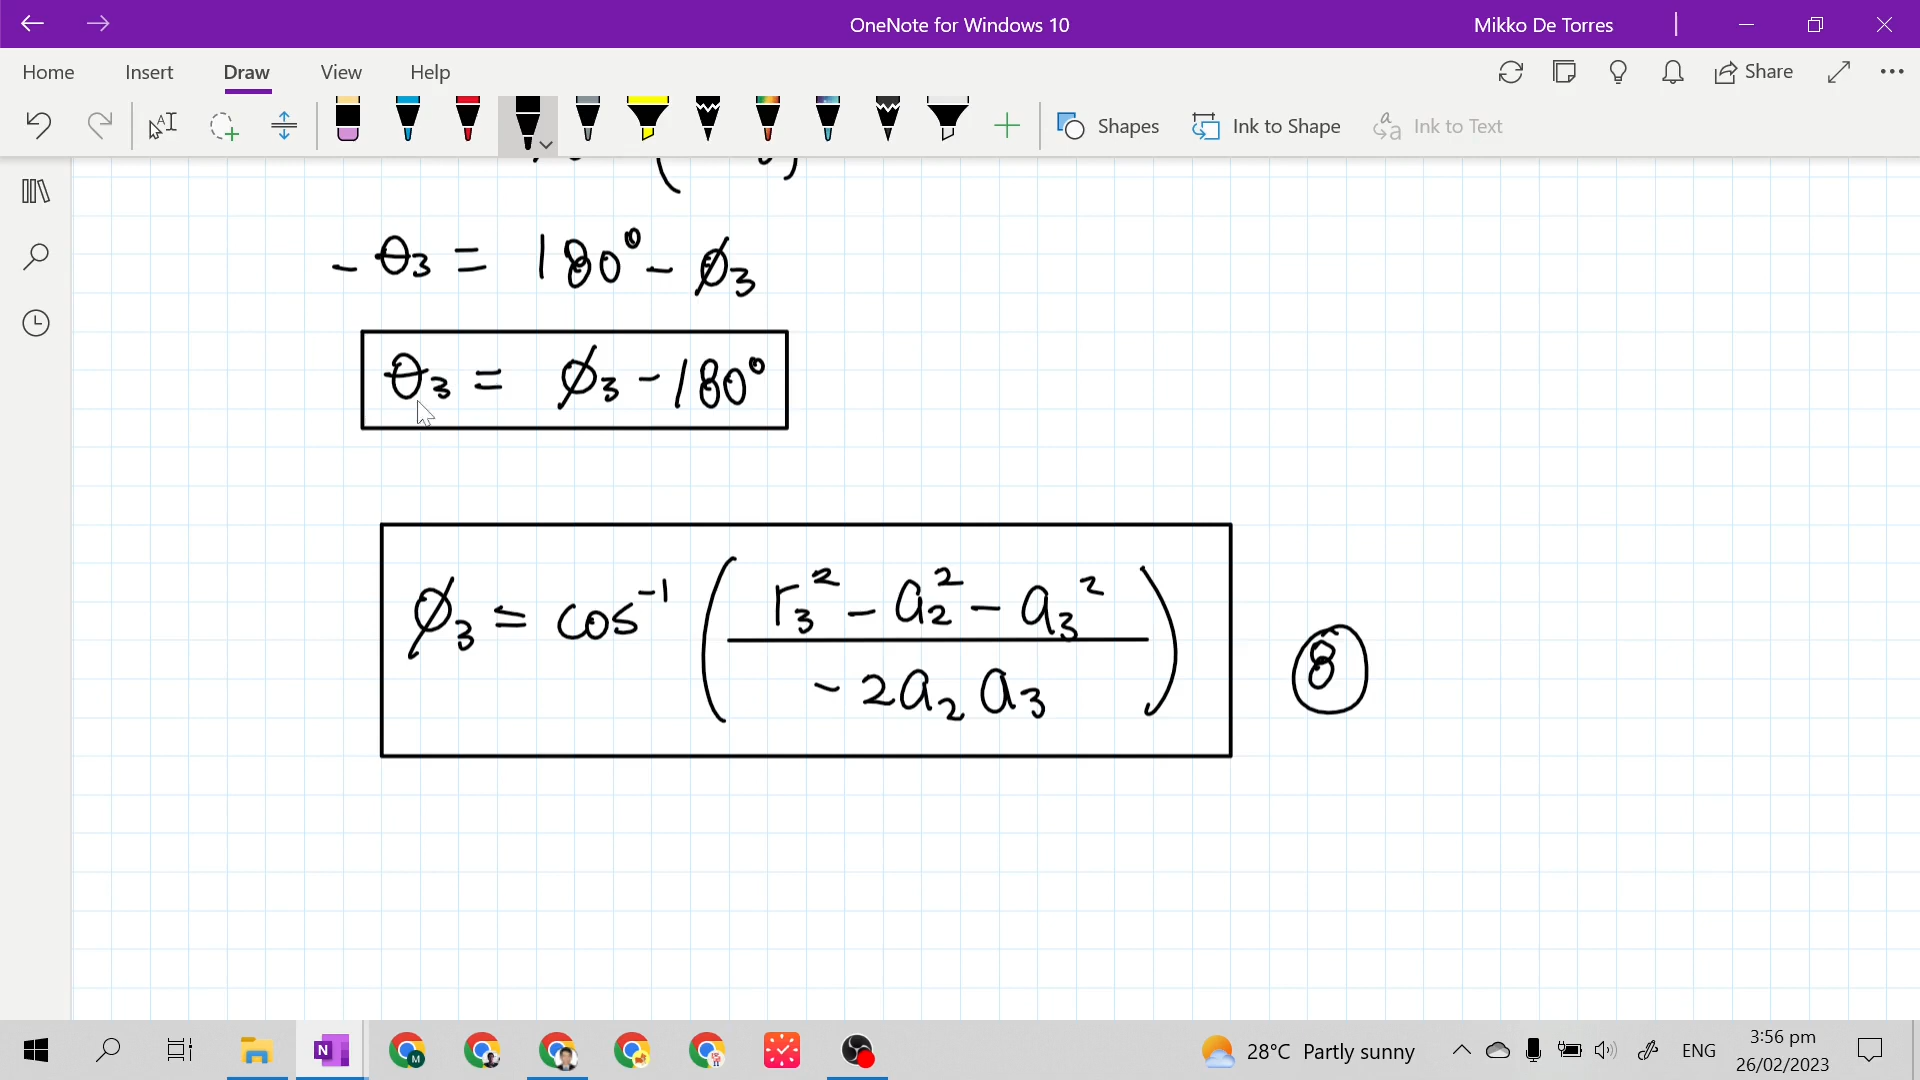 OneNote for Windows 10
Mikko De Torres
Home Insert Draw View Help
Share
Shapes Ink to Shape Ink to Text
- θ₃ = 180° - ϕ₃
θ₃ = ϕ₃ - 180°
ϕ₃ = cos⁻¹ ( (r₃² - a₂² - a₃²) / (- 2a₂ a₃) )
8
28°C Partly sunny
ENG
3:56 pm
26/02/2023